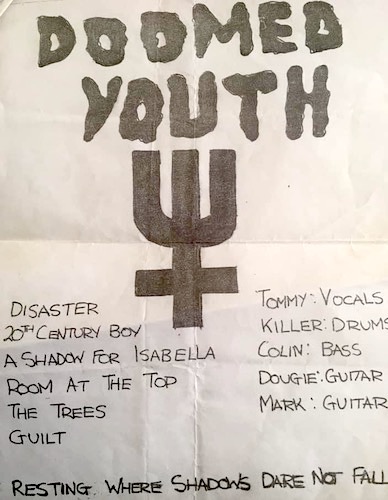 DOOMED
YOUTH
DISASTER
20TH CENTURY BOY
A SHADOW FOR ISABELLA
ROOM AT THE TOP
THE TREES
GUILT
TOMMY: VOCALS
KILLER: DRUMS
COLIN: BASS
DOUGIE: GUITAR
MARK: GUITAR
RESTING. WHERE SHADOWS DARE NOT FALL